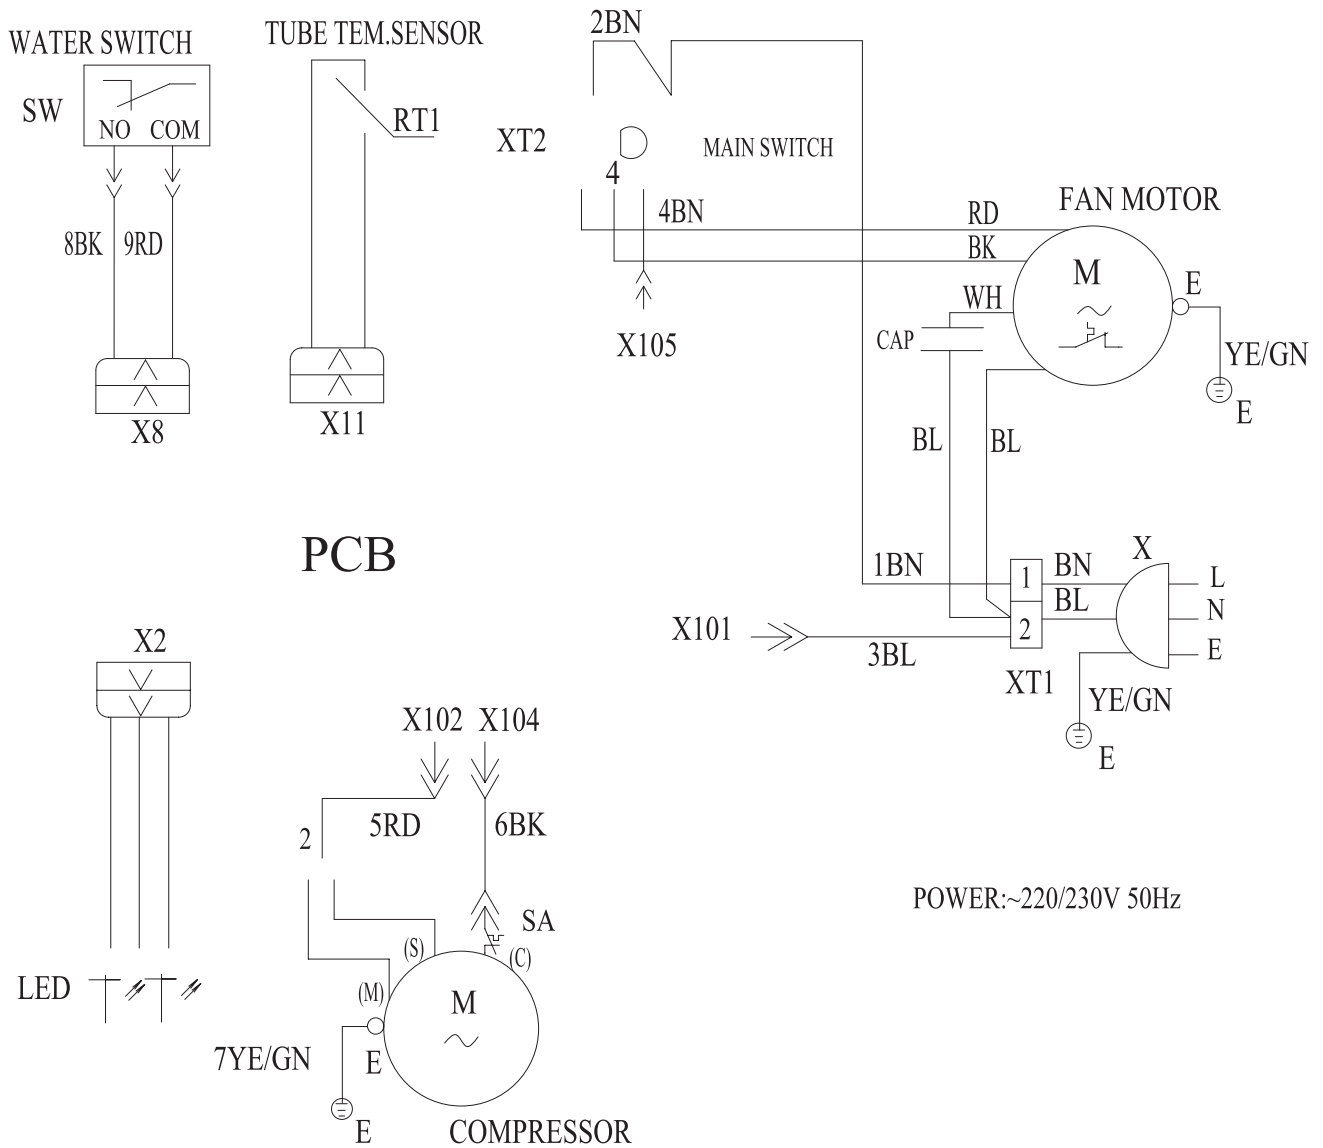 WATER SWITCH
SW
NO COM
8BK 9RD
X8
TUBE TEM.SENSOR
RT1
X11
2BN
XT2
MAIN SWITCH
4
4BN
X105
FAN MOTOR
RD
BK
WH
M
E
CAP
YE/GN
E
BL BL
PCB
1BN
1 BN
X
L
BL
N
X101
2
E
3BL
XT1
YE/GN
E
X2
LED
X102 X104
5RD 6BK
2
SA
(S) (C)
(M)
M
7YE/GN
E
E
COMPRESSOR
POWER:~220/230V 50Hz